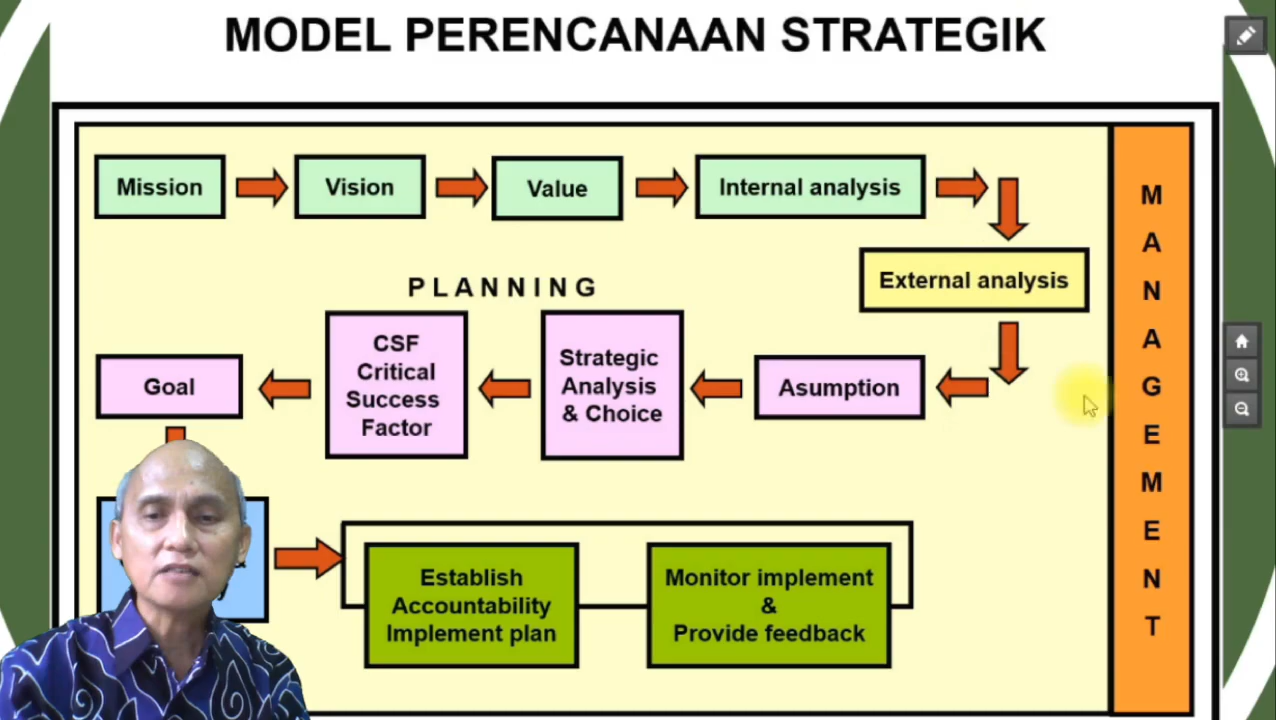 MODEL PERENCANAAN STRATEGIK
Mission
Vision
Value
Internal analysis
External analysis
PLANNING
Asumption
Strategic
Analysis
& Choice
CSF
Critical
Success
Factor
Goal
Establish
Accountability
Implement plan
Monitor implement
&
Provide feedback
M
A
N
A
G
E
M
E
N
T